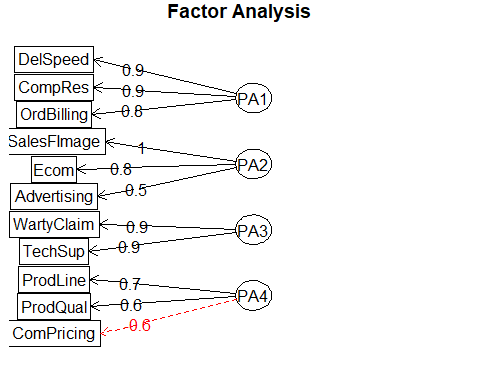 Factor Analysis
DelSpeed
0.9
CompRes
0.9
PA1
OrdBilling
0.8
SalesFImage
1
Ecom
0.8
PA2
Advertising
0.5
WartyClaim
0.9
PA3
TechSup
0.9
ProdLine
0.7
PA4
ProdQual
0.6
ComPricing
0.6